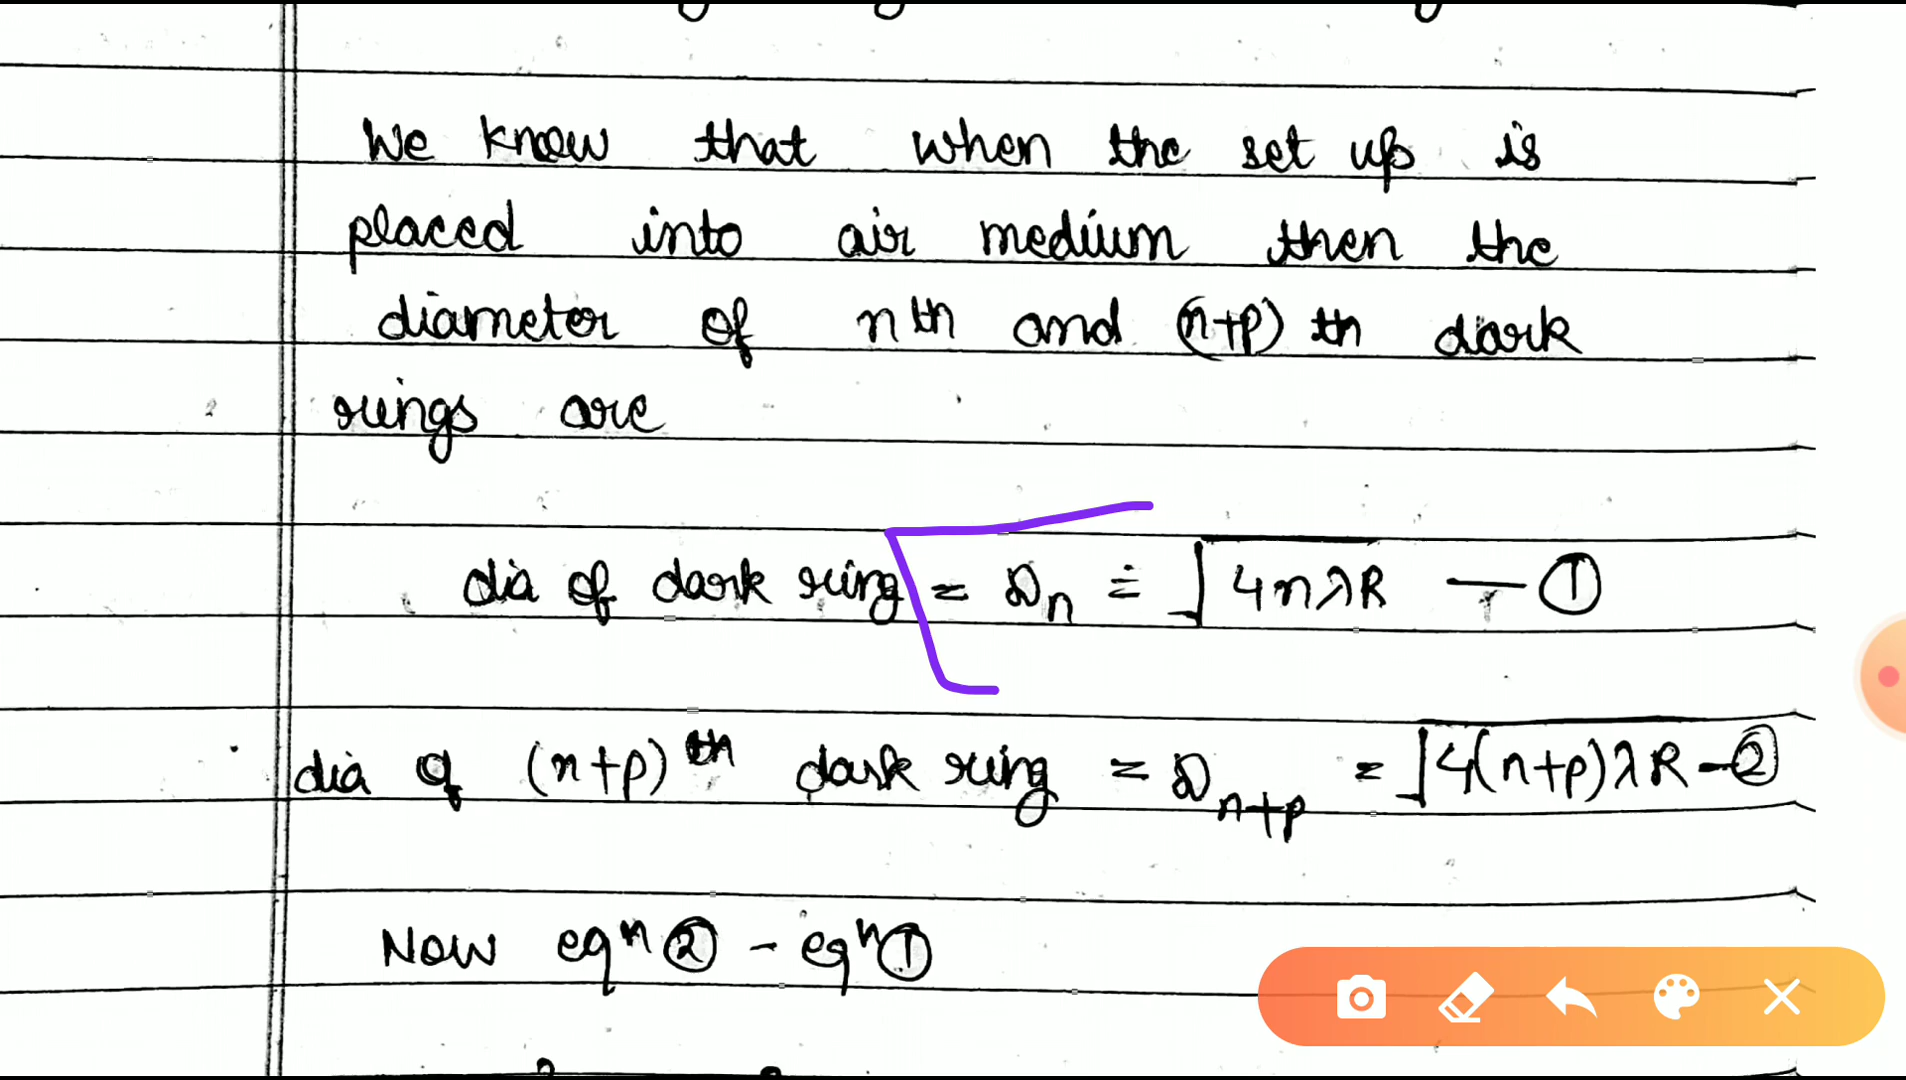 We know that when the set up is
placed into air medium then the
diameter of nth and (n+p) th dark
rings are
dia of dark ring = Dn = √4nλR — ①
dia of (n+p)th dark ring = Dn+p = √4(n+p)λR – ②
Now eqn ② - eqn ①